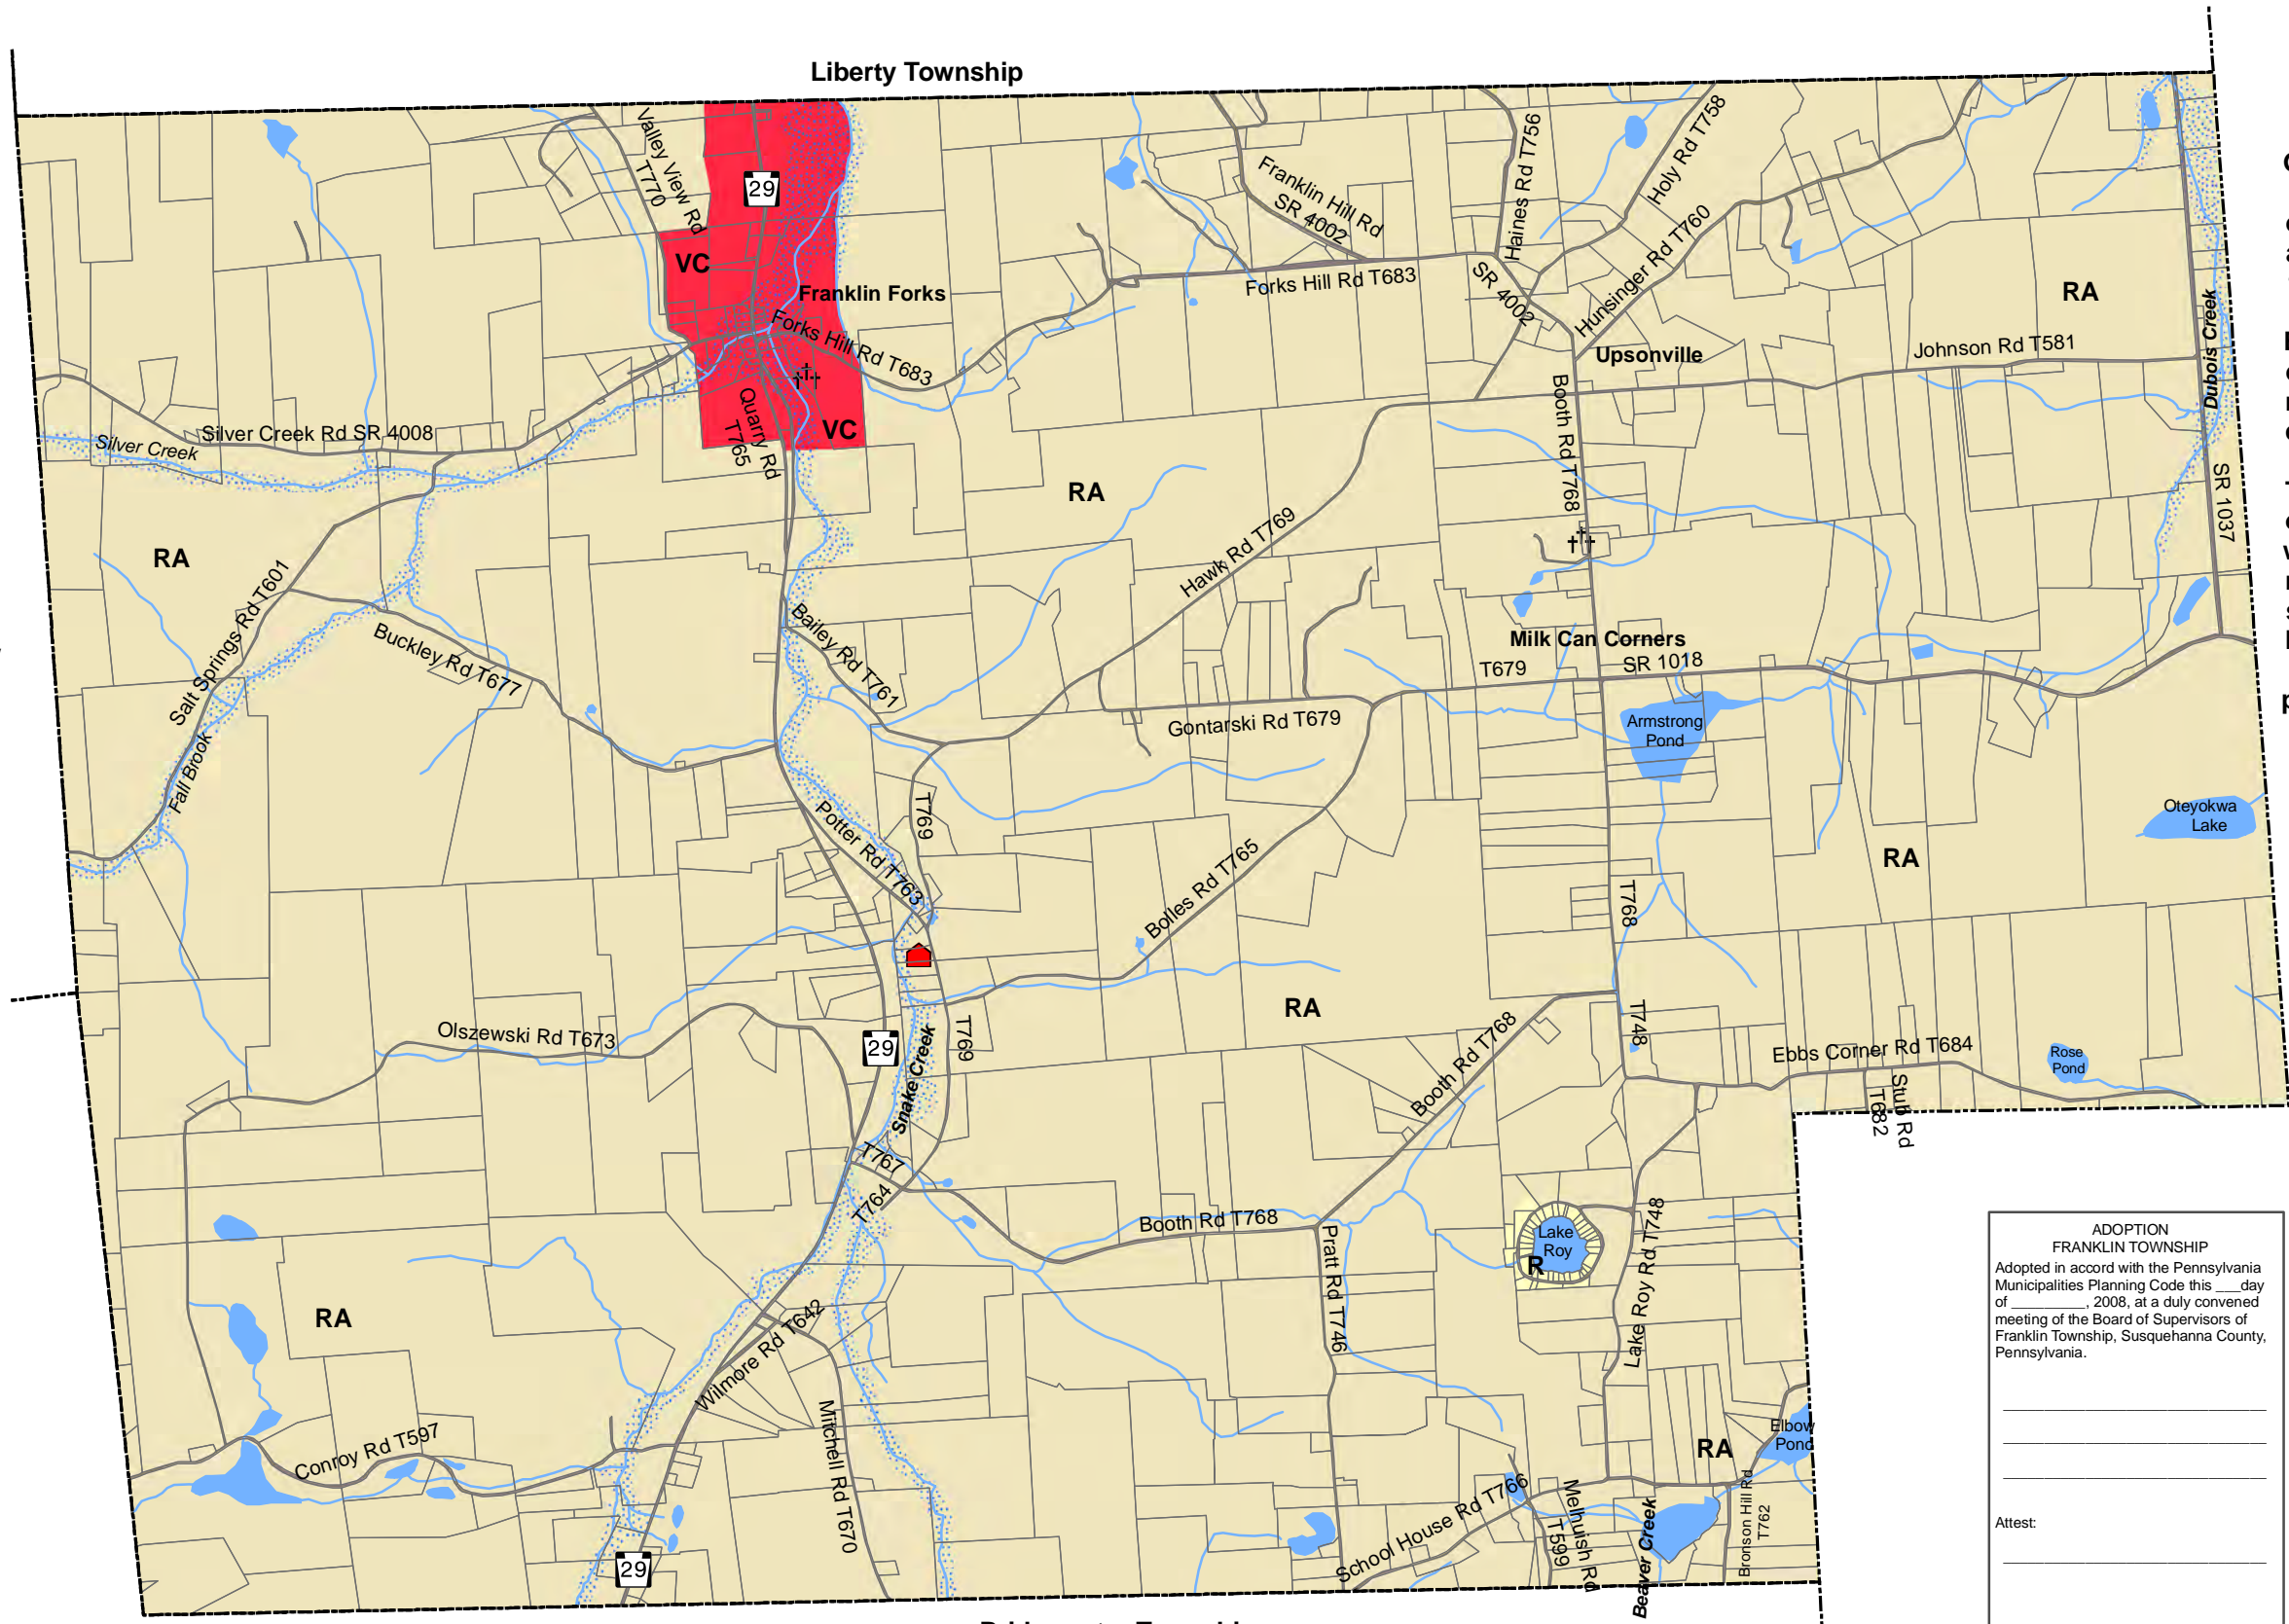 Liberty Township
Valley View Rd
T770
29
VC
Franklin Forks
Forks Hill Rd T683
VC
Quarry Rd
T765
Franklin Hill Rd
SR 4002
Haines Rd T756
Holy Rd T758
Hunsinger Rd T760
Forks Hill Rd T683
SR 4002
Upsonville
RA
Johnson Rd T581
Dubois Creek
SR 1037
Silver Creek Rd SR 4008
Silver Creek
RA
RA
Booth Rd T768
Hawk Rd T769
Salt Springs Rd T601
Buckley Rd T677
Fall Brook
Bailey Rd T761
Milk Can Corners
T679
SR 1018
Gontarski Rd T679
Armstrong
Pond
Oteyokwa
Lake
RA
Potter Rd T763
T769
Bolles Rd T765
T768
RA
Olszewski Rd T673
29
Snake Creek
T769
Booth Rd T768
T748
Ebbs Corner Rd T684
Rose
Pond
Stub Rd
T682
T767
T764
Booth Rd T768
Pratt Rd T746
Lake
Roy
R
Lake Roy Rd T748
RA
Wilmore Rd T642
Mitchell Rd T670
Conroy Rd T597
29
RA
Elbow
Pond
School House Rd T766
Melhuish Rd
T599
Beaver Creek
Bronson Hill Rd
T762
ADOPTION
FRANKLIN TOWNSHIP
Adopted in accord with the Pennsylvania
Municipalities Planning Code this ___day
of _________, 2008, at a duly convened
meeting of the Board of Supervisors of
Franklin Township, Susquehanna County,
Pennsylvania.
Attest: